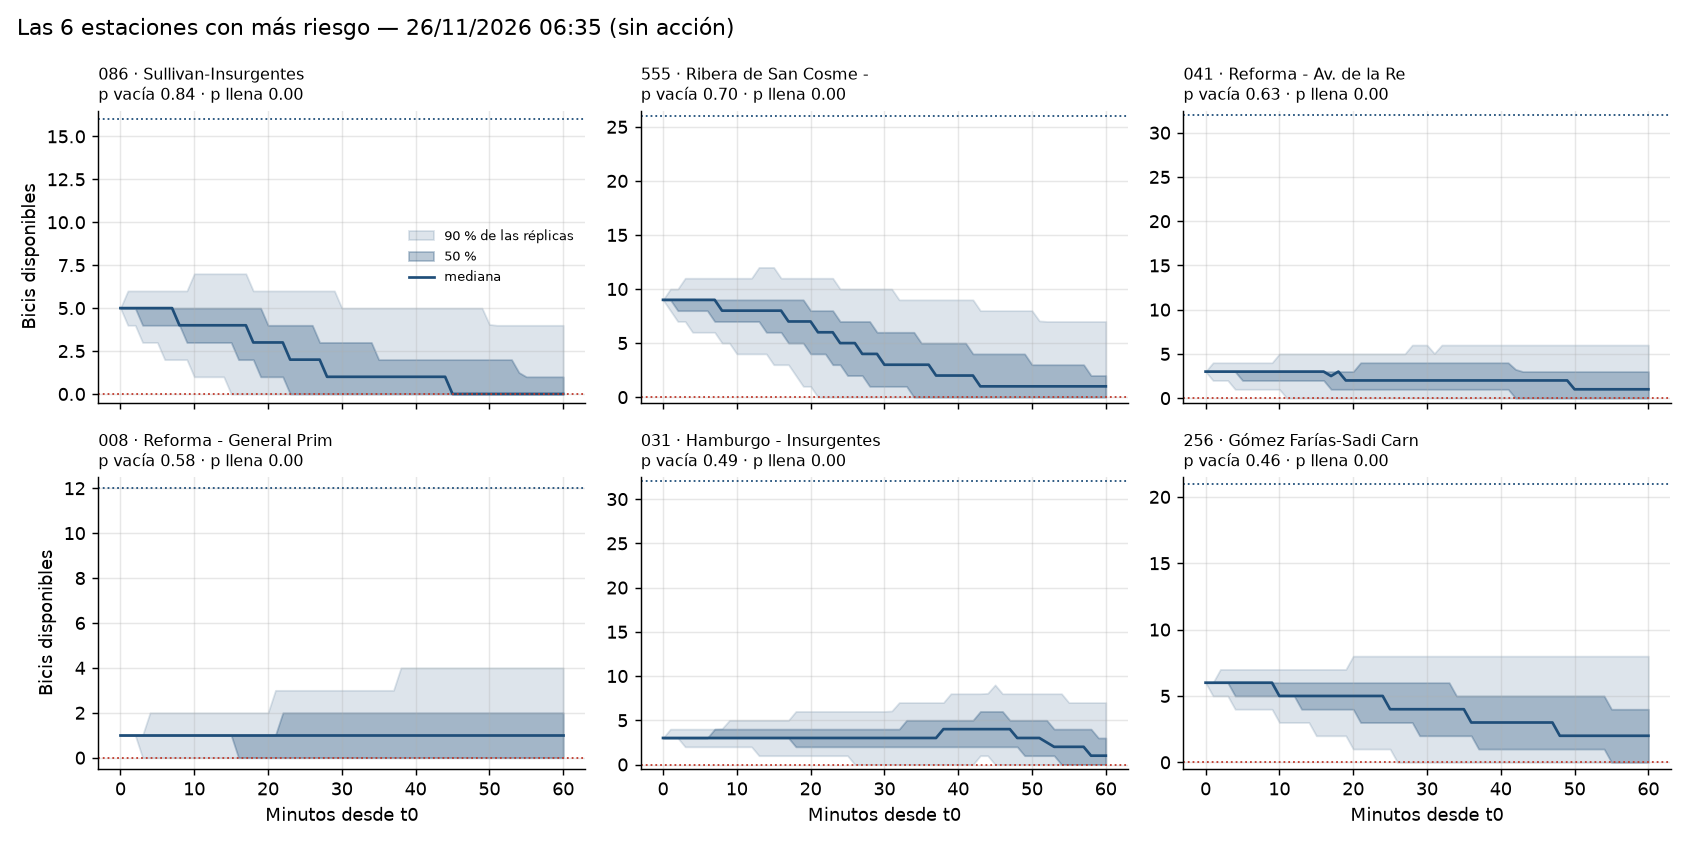 Las 6 estaciones con más riesgo — 26/11/2026 06:35 (sin acción)
086 · Sullivan-Insurgentes
p vacía 0.84 · p llena 0.00
15.0
12.5
10.0
7.5
5.0
2.5
0.0
Bicis disponibles
90 % de las réplicas
50 %
mediana
555 · Ribera de San Cosme -
p vacía 0.70 · p llena 0.00
25
20
15
10
5
0
041 · Reforma - Av. de la Re
p vacía 0.63 · p llena 0.00
30
25
20
15
10
5
0
008 · Reforma - General Prim
p vacía 0.58 · p llena 0.00
12
10
8
6
4
2
0
Bicis disponibles
0 10 20 30 40 50 60
Minutos desde t0
031 · Hamburgo - Insurgentes
p vacía 0.49 · p llena 0.00
30
25
20
15
10
5
0
0 10 20 30 40 50 60
Minutos desde t0
256 · Gómez Farías-Sadi Carn
p vacía 0.46 · p llena 0.00
20
15
10
5
0
0 10 20 30 40 50 60
Minutos desde t0